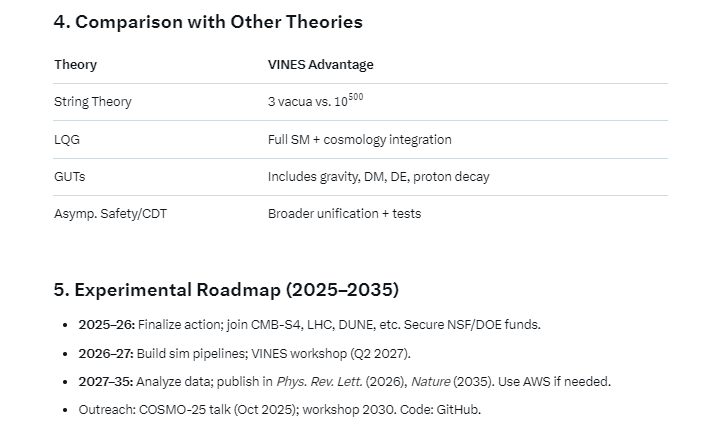 4. Comparison with Other Theories
Theory VINES Advantage
String Theory 3 vacua vs. 10^500
LQG Full SM + cosmology integration
GUTs Includes gravity, DM, DE, proton decay
Asymp. Safety/CDT Broader unification + tests
5. Experimental Roadmap (2025–2035)
• 2025–26: Finalize action; join CMB-S4, LHC, DUNE, etc. Secure NSF/DOE funds.
• 2026–27: Build sim pipelines; VINES workshop (Q2 2027).
• 2027–35: Analyze data; publish in Phys. Rev. Lett. (2026), Nature (2035). Use AWS if needed.
• Outreach: COSMO-25 talk (Oct 2025); workshop 2030. Code: GitHub.